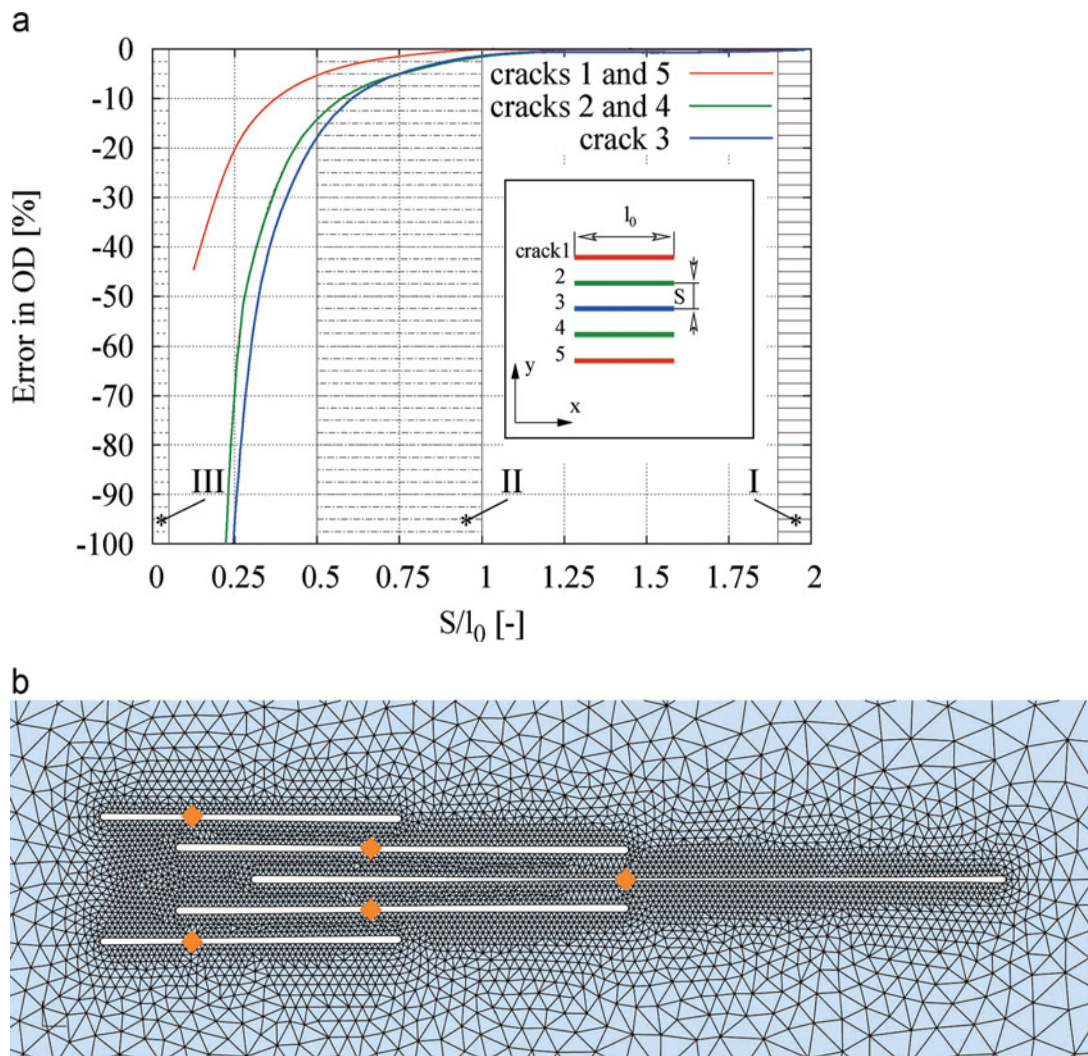 a
0
-10
-20
-30
-40
-50
-60
-70
-80
-90
-100
Error in OD [%]
cracks 1 and 5
cracks 2 and 4
crack 3
l0
crack1
2
3
4
5
S
y
x
III
II
I
*
*
*
0 0.25 0.5 0.75 1 1.25 1.5 1.75 2
S/l0 [-]
b